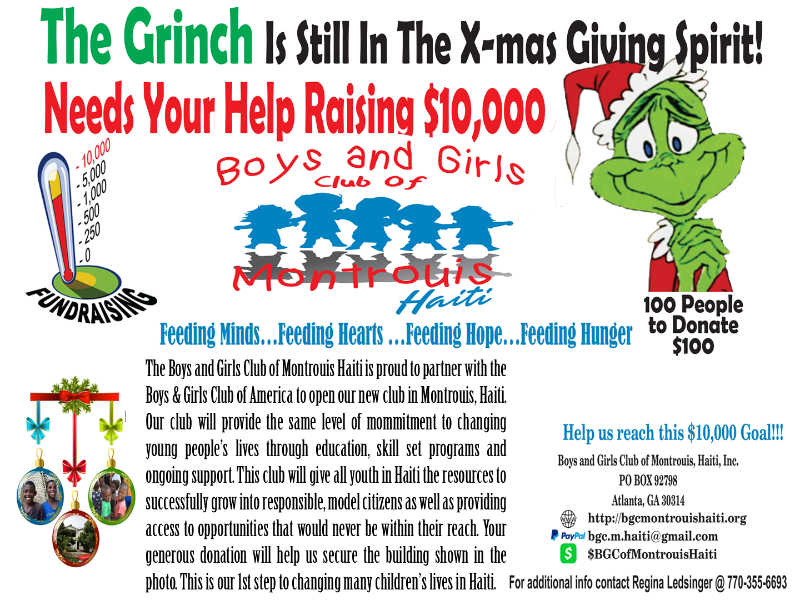 The Grinch Is Still In The X-mas Giving Spirit!
Needs Your Help Raising $10,000
Boys and Girls
Club Of
Montrouis
Haiti
- 10,000
- 5,000
- 1,000
- 500
- 250
- 0
FUNDRAISING
100 People
to Donate
$100
Feeding Minds...Feeding Hearts ...Feeding Hope...Feeding Hunger
The Boys and Girls Club of Montrouis Haiti is proud to partner with the
Boys & Girls Club of America to open our new club in Montrouis, Haiti.
Our club will provide the same level of mommitment to changing
young people's lives through education, skill set programs and
ongoing support. This club will give all youth in Haiti the resources to
successfully grow into responsible, model citizens as well as providing
access to opportunities that would never be within their reach. Your
generous donation will help us secure the building shown in the
photo. This is our 1st step to changing many children's lives in Haiti.
Help us reach this $10,000 Goal!!!
Boys and Girls Club of Montrouis, Haiti, Inc.
PO BOX 92798
Atlanta, GA 30314
http://bgcmontrouishaiti.org
PayPal bgc.m.haiti@gmail.com
$ $BGCofMontrouisHaiti
For additional info contact Regina Ledsinger @ 770-355-6693